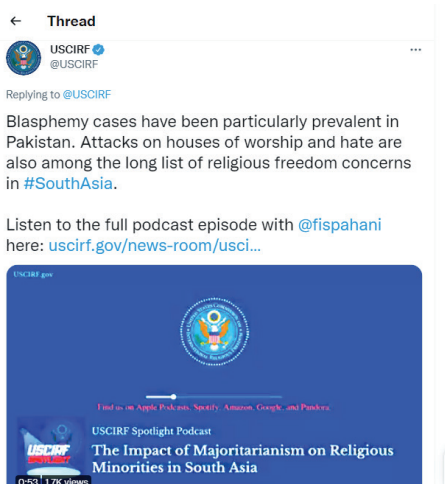 ← Thread
USCIRF
@USCIRF
...
Replying to @USCIRF
Blasphemy cases have been particularly prevalent in
Pakistan. Attacks on houses of worship and hate are
also among the long list of religious freedom concerns
in #SouthAsia.
Listen to the full podcast episode with @fispahani
here: uscirf.gov/news-room/usci...
USCIRF.gov
Find us on Apple Podcasts, Spotify, Amazon, Google, and Pandora
USCIRF Spotlight Podcast
USCIRF
SPOTLIGHT
The Impact of Majoritarianism on Religious
Minorities in South Asia
0:53 1.7K views